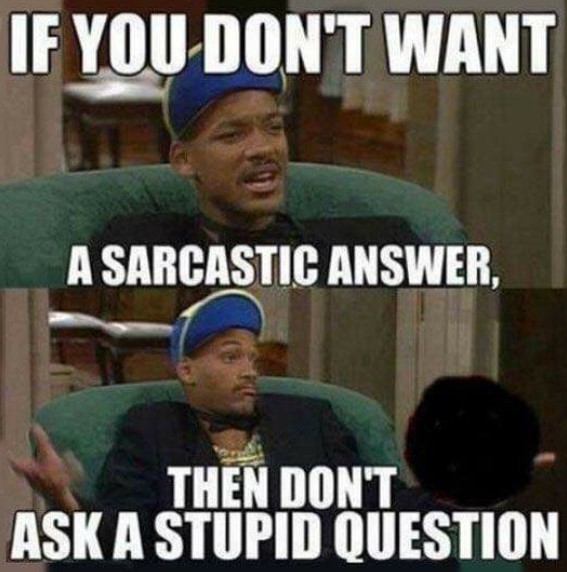 IF YOU DON'T WANT
A SARCASTIC ANSWER,
THEN DON'T
ASK A STUPID QUESTION